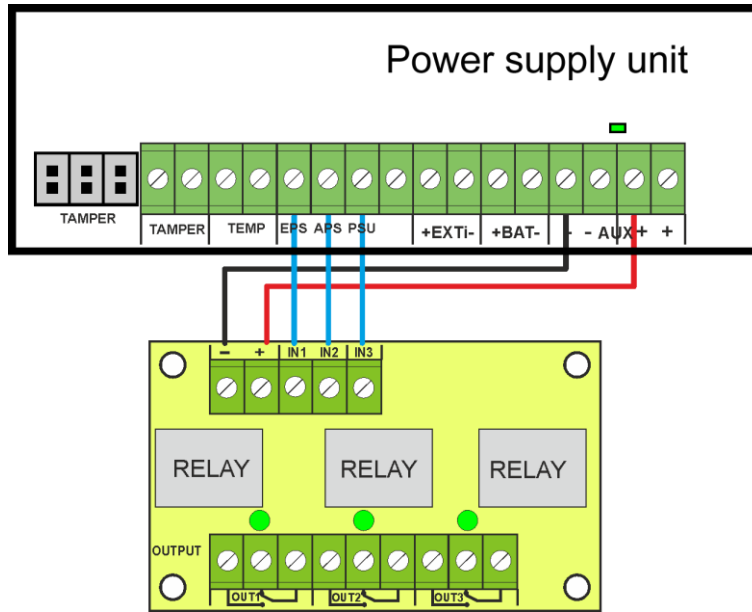 Power supply unit
TAMPER
TAMPER TEMP EPS APS PSU +EXTi- +BAT- - - AUX + +
− + IN1 IN2 IN3
RELAY RELAY RELAY
OUTPUT
OUT1 OUT2 OUT3